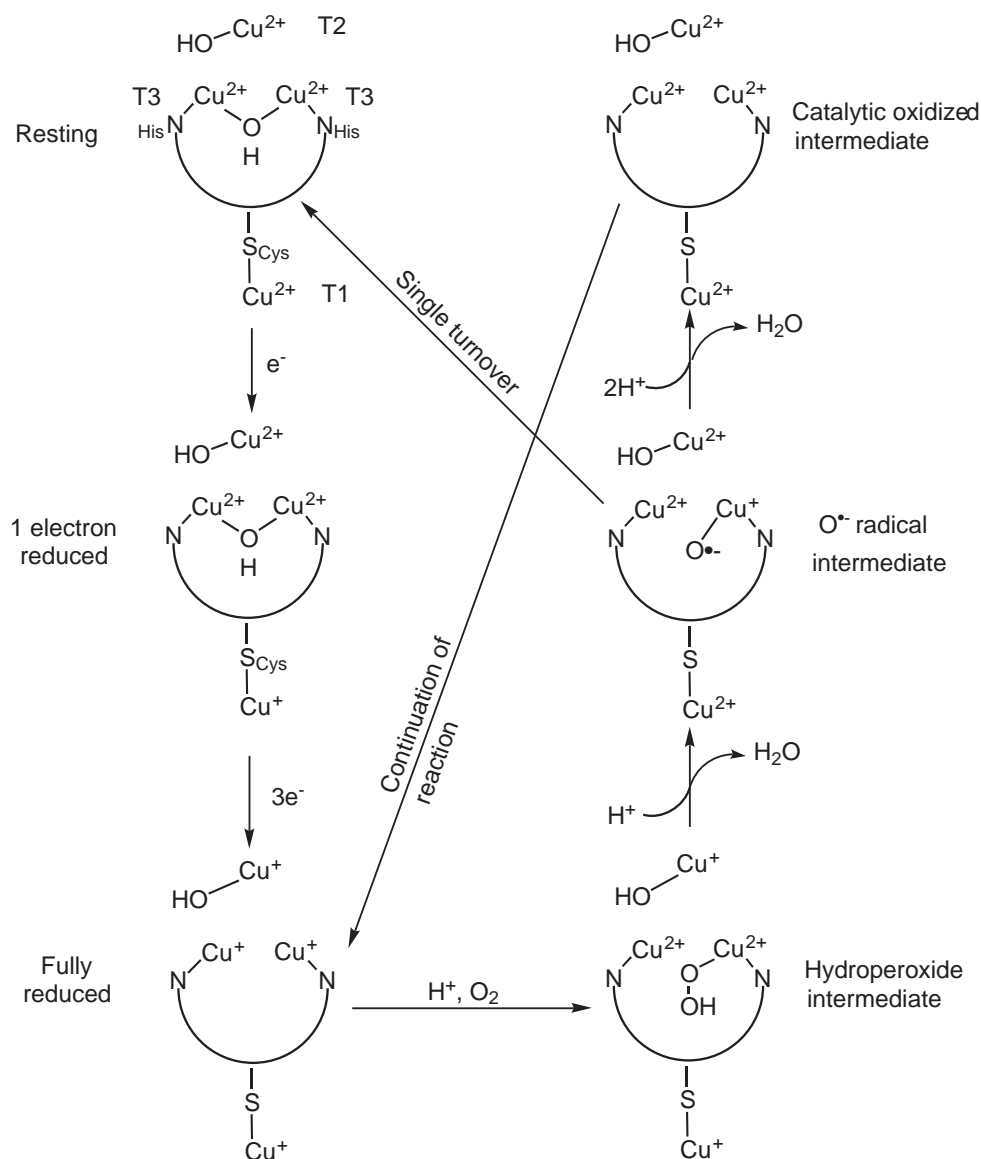 HO Cu2+ T2
T3 Cu2+ Cu2+ T3
HisN NHis
O
H
Resting
SCys
Cu2+ T1
e-
HO Cu2+
Cu2+ Cu2+
N N
O
H
1 electron
reduced
SCys
Cu+
3e-
HO Cu+
Cu+ Cu+
N N
Fully
reduced
S
Cu+
H+, O2
HO Cu+
Cu2+ Cu2+
N N
O
OH
Hydroperoxide
intermediate
S
Cu+
H+
H2O
HO Cu2+
Cu2+ Cu+
N N
O•-
O•- radical
intermediate
S
Cu2+
2H+
H2O
HO Cu2+
Cu2+ Cu2+
N N
Catalytic oxidized
intermediate
S
Cu2+
Single turnover
Continuation of
reaction